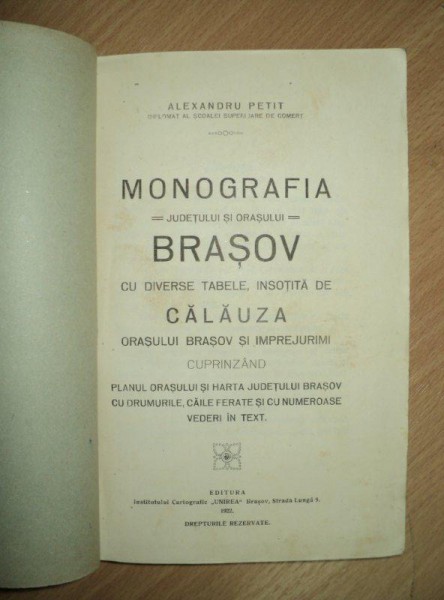 ALEXANDRU PETIT
DIPLOMAT AL ȘCOALEI SUPERIOARE DE COMERȚ
MONOGRAFIA
JUDEȚULUI ȘI ORAȘULUI
BRAȘOV
CU DIVERSE TABELE, INSOȚITĂ DE
CĂLĂUZA
ORAȘULUI BRAȘOV SI IMPREJURIMI
CUPRINZÂND
PLANUL ORAȘULUI ȘI HARTA JUDEȚULUI BRAȘOV
CU DRUMURILE, CĂILE FERATE ȘI CU NUMEROASE
VEDERI ÎN TEXT.
EDITURA
Institutului Cartografic „UNIREA" Brașov, Strada Lungă
1922.
DREPTURILE REZERVATE.